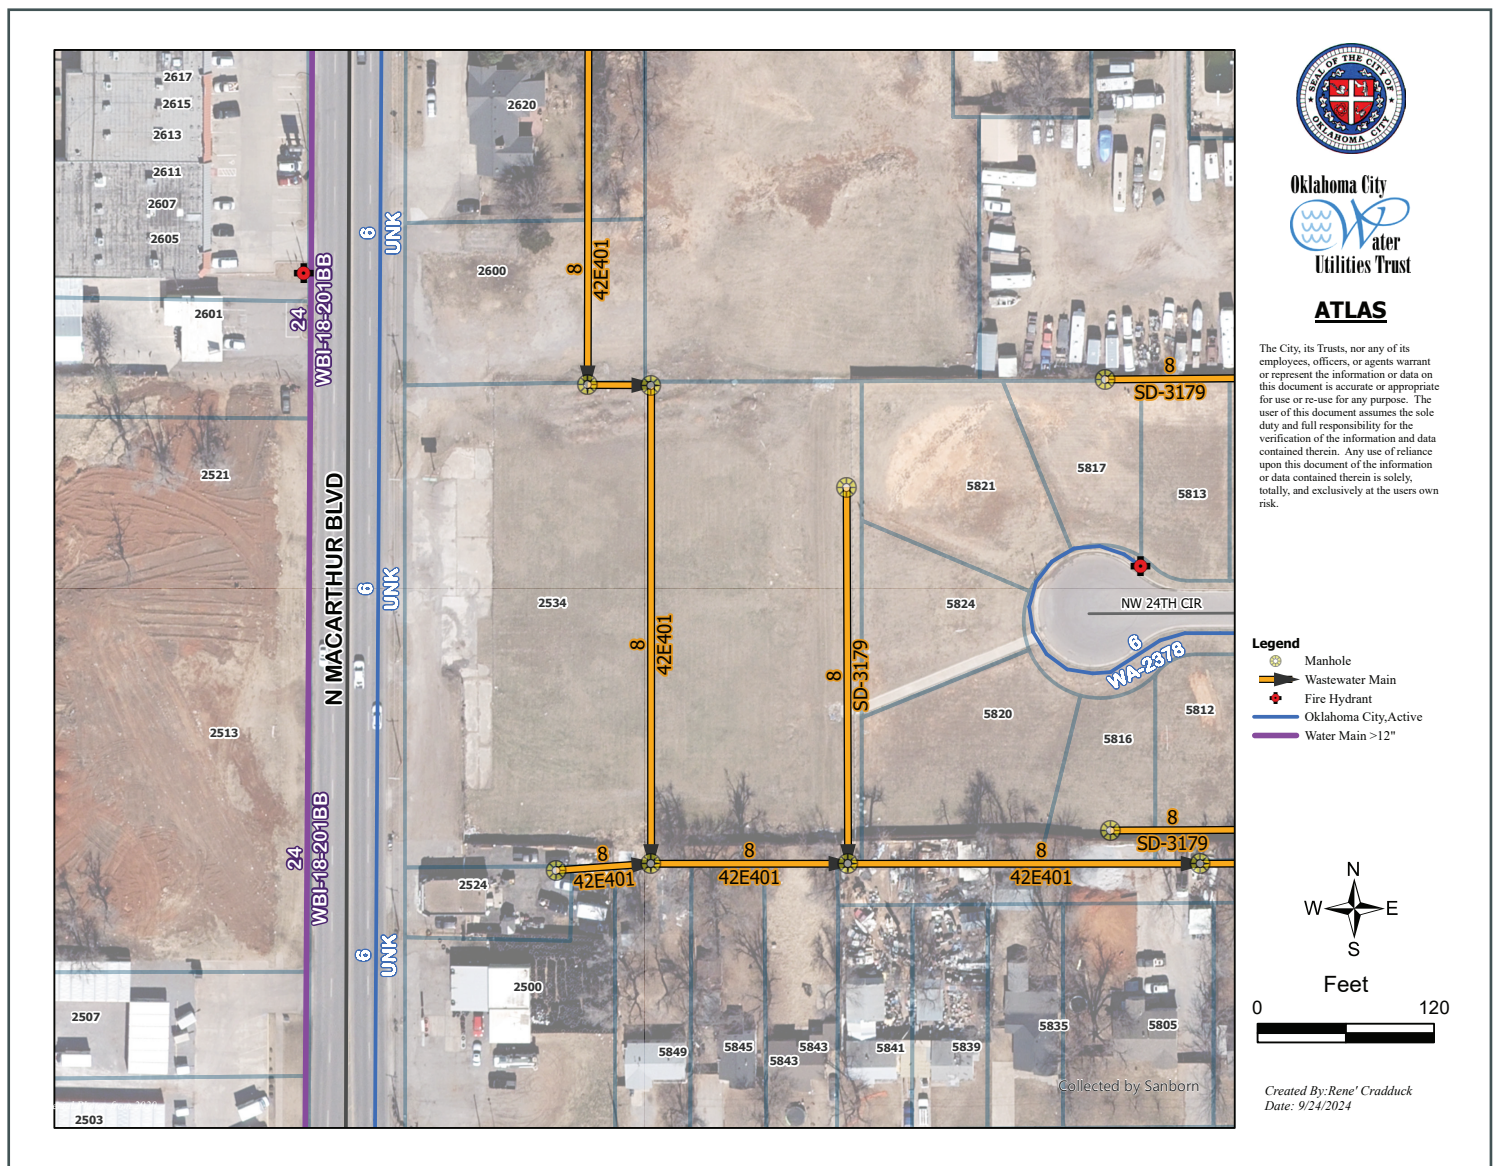 2617
2615
2613
2611
2607
2605
2601
2620
2600
6
UNK
24
WBI-18-201BB
8
42E401
2521
N MACARTHUR BLVD
6
UNK
2534
8
42E401
8
SD-3179
8
SD-3179
5821
5817
5813
5824
NW 24TH CIR
6
WA-2378
5820
5816
5812
2513
24
WBI-18-201BB
8
SD-3179
8
42E401
8
42E401
8
42E401
2524
6
UNK
2500
2507
2503
5849
5845
5843
5843
5841
5839
5835
5805
Collected by Sanborn
SEAL OF THE CITY OF
OKLAHOMA CITY
Oklahoma City
Water
Utilities Trust
ATLAS
The City, its Trusts, nor any of its
employees, officers, or agents warrant
or represent the information or data on
this document is accurate or appropriate
for use or re-use for any purpose. The
user of this document assumes the sole
duty and full responsibility for the
verification of the information and data
contained therein. Any use of reliance
upon this document of the information
or data contained therein is solely,
totally, and exclusively at the users own
risk.
Legend
Manhole
Wastewater Main
Fire Hydrant
Oklahoma City,Active
Water Main >12"
N
W E
S
Feet
0 120
Created By:Rene' Cradduck
Date: 9/24/2024